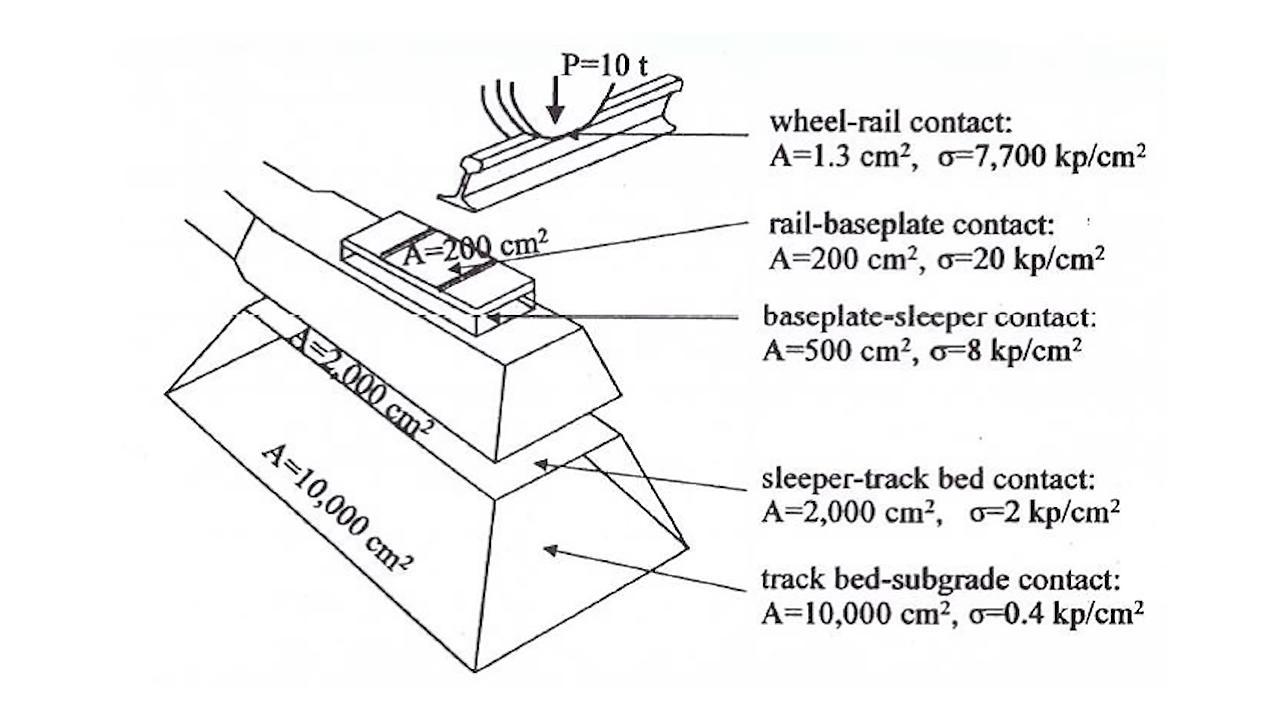 P=10 t
wheel-rail contact:
A=1.3 cm², σ=7,700 kp/cm²
rail-baseplate contact:
A=200 cm², σ=20 kp/cm²
A=200 cm²
baseplate-sleeper contact:
A=500 cm², σ=8 kp/cm²
A=2,000 cm²
sleeper-track bed contact:
A=2,000 cm², σ=2 kp/cm²
A=10,000 cm²
track bed-subgrade contact:
A=10,000 cm², σ=0.4 kp/cm²